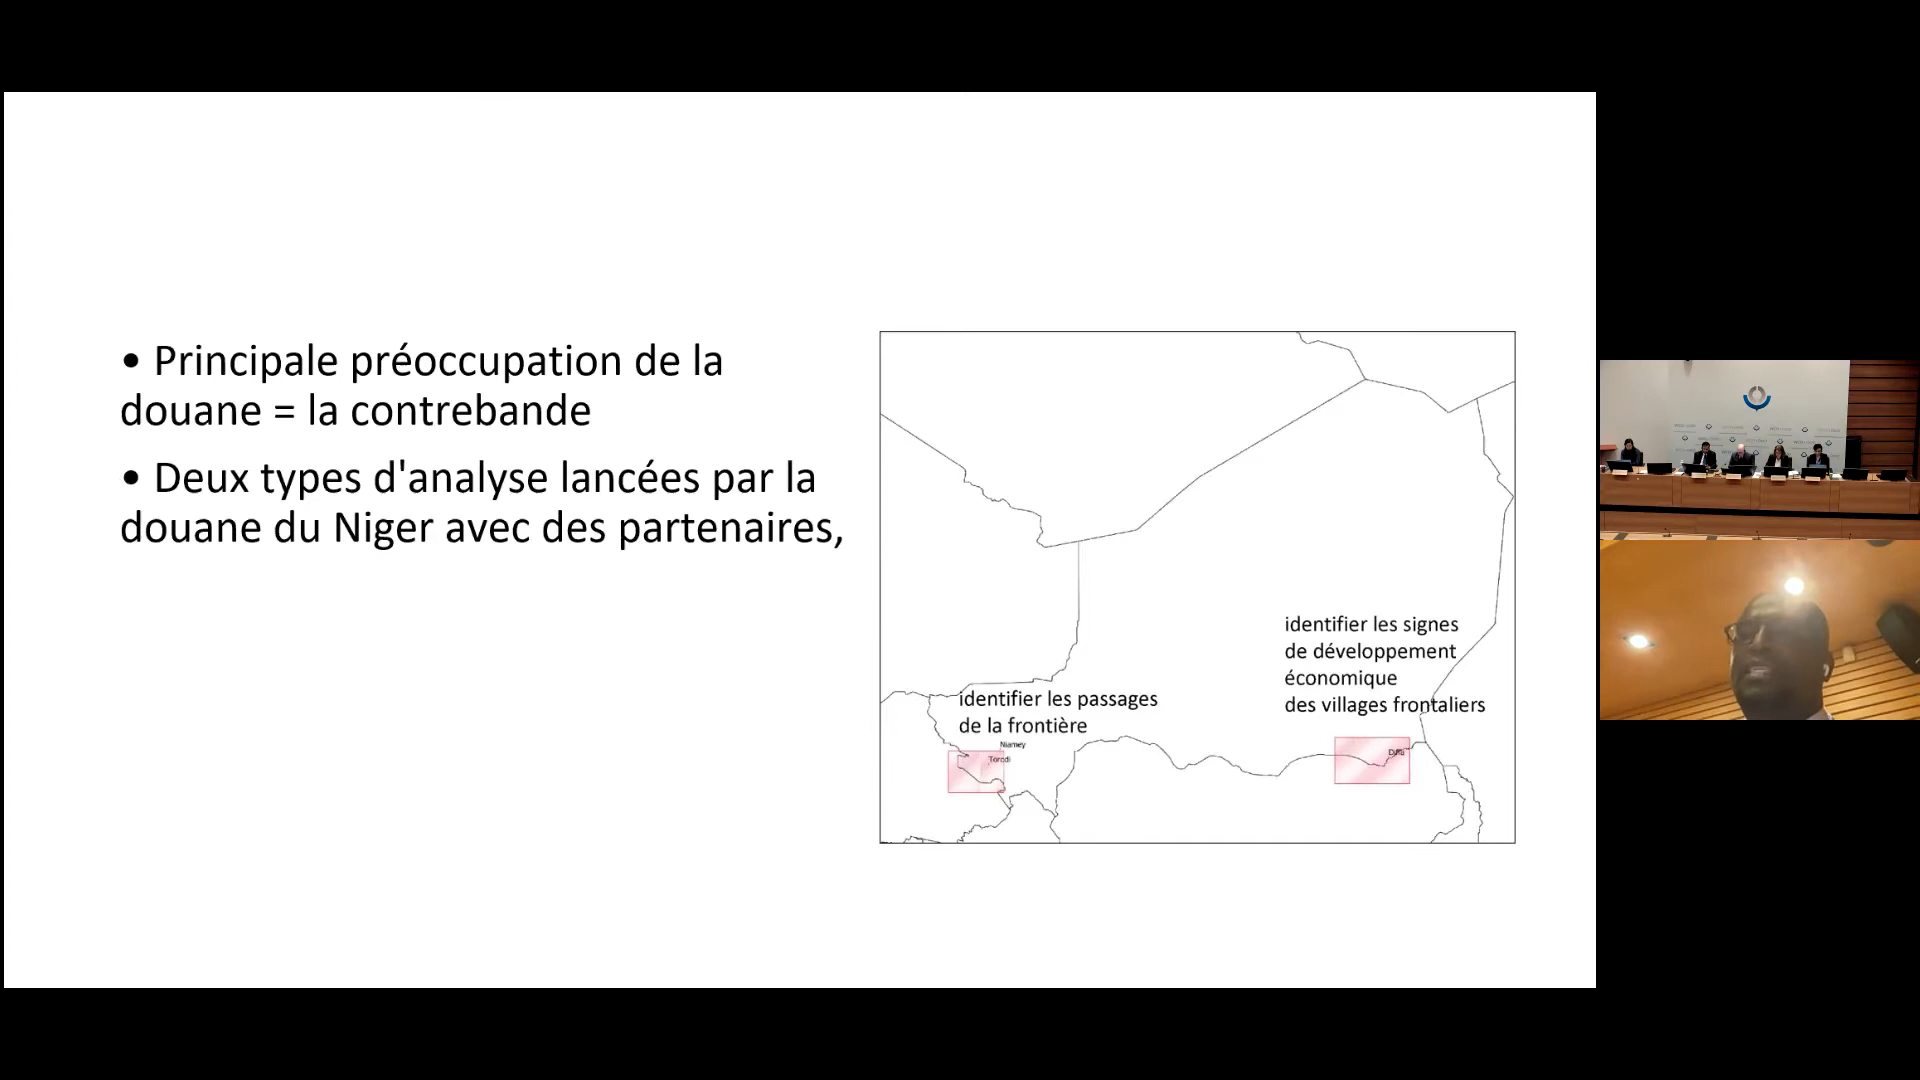 • Principale préoccupation de la
douane = la contrebande
• Deux types d'analyse lancées par la
douane du Niger avec des partenaires,
identifier les signes
de développement
économique
des villages frontaliers
identifier les passages
de la frontière
Niamey
Torodi
Diffa